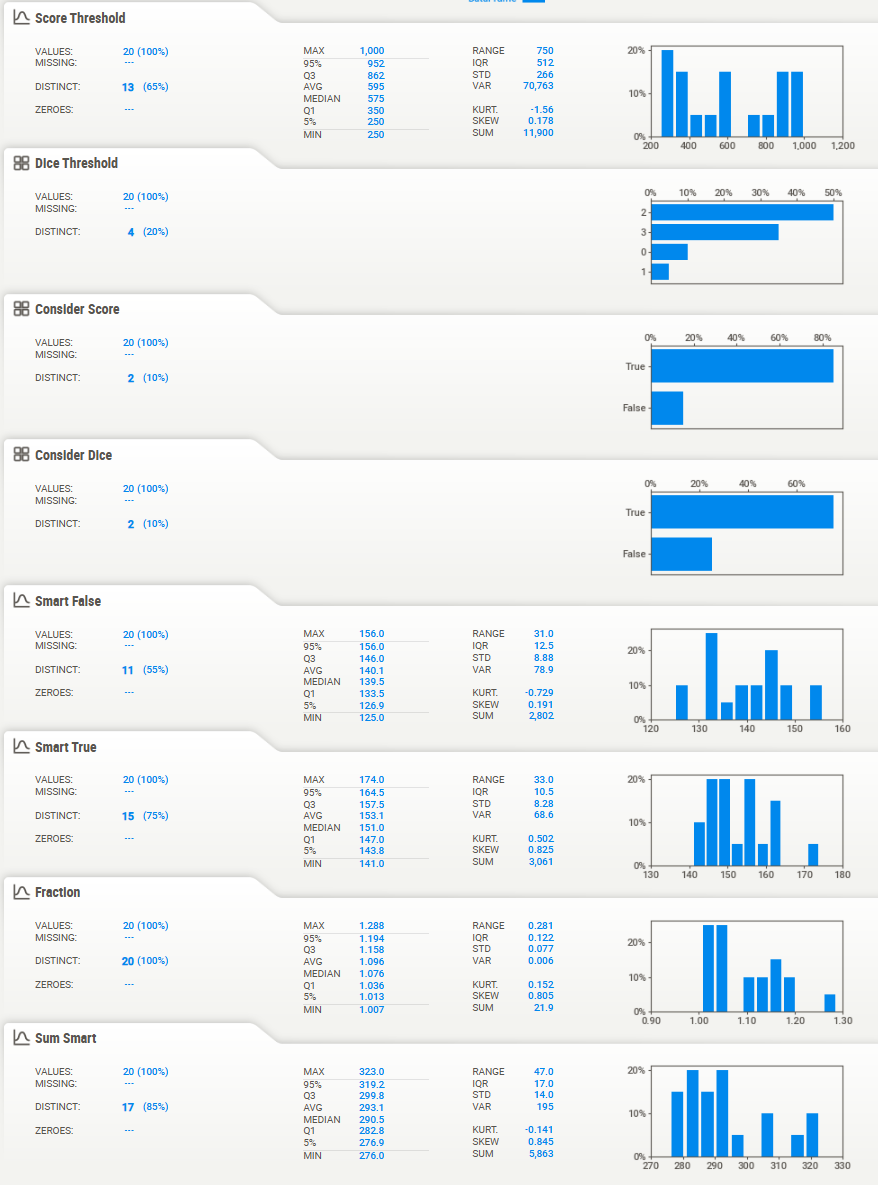 DataFrame
Score Threshold
VALUES: 20 (100%)
MISSING: ---
DISTINCT: 13 (65%)
ZEROES: ---
MAX 1,000
95% 952
Q3 862
AVG 595
MEDIAN 575
Q1 350
5% 250
MIN 250
RANGE 750
IQR 512
STD 266
VAR 70,763
KURT. -1.56
SKEW 0.178
SUM 11,900
20%
10%
0%
200 400 600 800 1,000 1,200
Dice Threshold
VALUES: 20 (100%)
MISSING: ---
DISTINCT: 4 (20%)
0% 10% 20% 30% 40% 50%
2
3
0
1
Consider Score
VALUES: 20 (100%)
MISSING: ---
DISTINCT: 2 (10%)
0% 20% 40% 60% 80%
True
False
Consider Dice
VALUES: 20 (100%)
MISSING: ---
DISTINCT: 2 (10%)
0% 20% 40% 60%
True
False
Smart False
VALUES: 20 (100%)
MISSING: ---
DISTINCT: 11 (55%)
ZEROES: ---
MAX 156.0
95% 156.0
Q3 146.0
AVG 140.1
MEDIAN 139.5
Q1 133.5
5% 126.9
MIN 125.0
RANGE 31.0
IQR 12.5
STD 8.88
VAR 78.9
KURT. -0.729
SKEW 0.191
SUM 2,802
20%
10%
0%
120 130 140 150 160
Smart True
VALUES: 20 (100%)
MISSING: ---
DISTINCT: 15 (75%)
ZEROES: ---
MAX 174.0
95% 164.5
Q3 157.5
AVG 153.1
MEDIAN 151.0
Q1 147.0
5% 143.8
MIN 141.0
RANGE 33.0
IQR 10.5
STD 8.28
VAR 68.6
KURT. 0.502
SKEW 0.825
SUM 3,061
20%
10%
0%
130 140 150 160 170 180
Fraction
VALUES: 20 (100%)
MISSING: ---
DISTINCT: 20 (100%)
ZEROES: ---
MAX 1.288
95% 1.194
Q3 1.158
AVG 1.096
MEDIAN 1.076
Q1 1.036
5% 1.013
MIN 1.007
RANGE 0.281
IQR 0.122
STD 0.077
VAR 0.006
KURT. 0.152
SKEW 0.805
SUM 21.9
20%
10%
0%
0.90 1.00 1.10 1.20 1.30
Sum Smart
VALUES: 20 (100%)
MISSING: ---
DISTINCT: 17 (85%)
ZEROES: ---
MAX 323.0
95% 319.2
Q3 299.8
AVG 293.1
MEDIAN 290.5
Q1 282.8
5% 276.9
MIN 276.0
RANGE 47.0
IQR 17.0
STD 14.0
VAR 195
KURT. -0.141
SKEW 0.845
SUM 5,863
20%
10%
0%
270 280 290 300 310 320 330